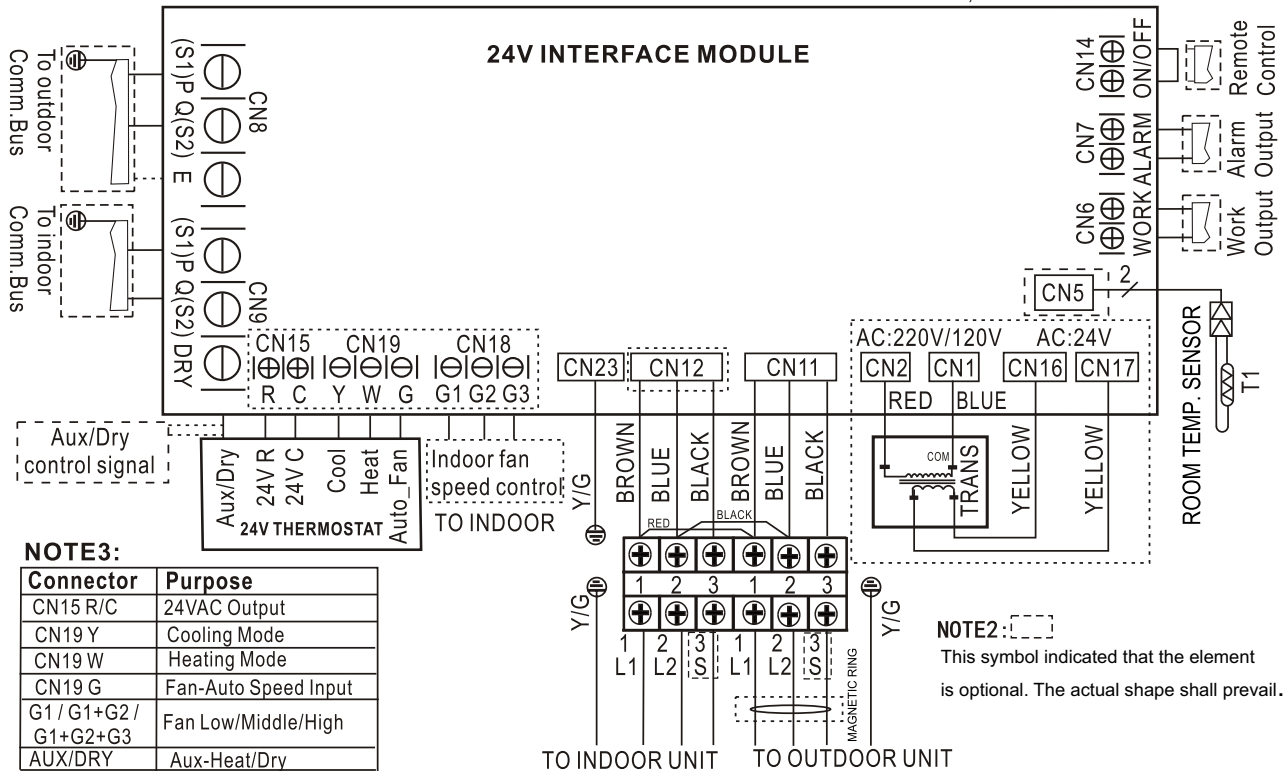 24V INTERFACE MODULE
To outdoor
Comm.Bus
(S1)P Q(S2) E
CN8
To indoor
Comm.Bus
(S1)P Q(S2) DRY
CN9
CN14
ON/OFF
Remote
Control
CN7
ALARM
Alarm
Output
CN6
WORK
Work
Output
CN5
2
ROOM TEMP. SENSOR
T1
CN15 CN19 CN18
R C Y W G G1 G2 G3
CN23 CN12 CN11
AC:220V/120V AC:24V
CN2 CN1 CN16 CN17
RED BLUE
YELLOW YELLOW
COM
TRANS
Aux/Dry
control signal
Aux/Dry
24V R
24V C
Cool
Heat
Auto_Fan
24V THERMOSTAT
Indoor fan
speed control
TO INDOOR
Y/G
BROWN BLUE BLACK BROWN BLUE BLACK
RED BLACK
1 2 3 1 2 3
Y/G
Y/G
1 2 3 1 2 3
L1 L2 S L1 L2 S
MAGNETIC RING
TO INDOOR UNIT TO OUTDOOR UNIT
NOTE3:
Connector Purpose
CN15 R/C 24VAC Output
CN19 Y Cooling Mode
CN19 W Heating Mode
CN19 G Fan-Auto Speed Input
G1 / G1+G2 /
G1+G2+G3
Fan Low/Middle/High
AUX/DRY Aux-Heat/Dry
NOTE2:
This symbol indicated that the element
is optional. The actual shape shall prevail.